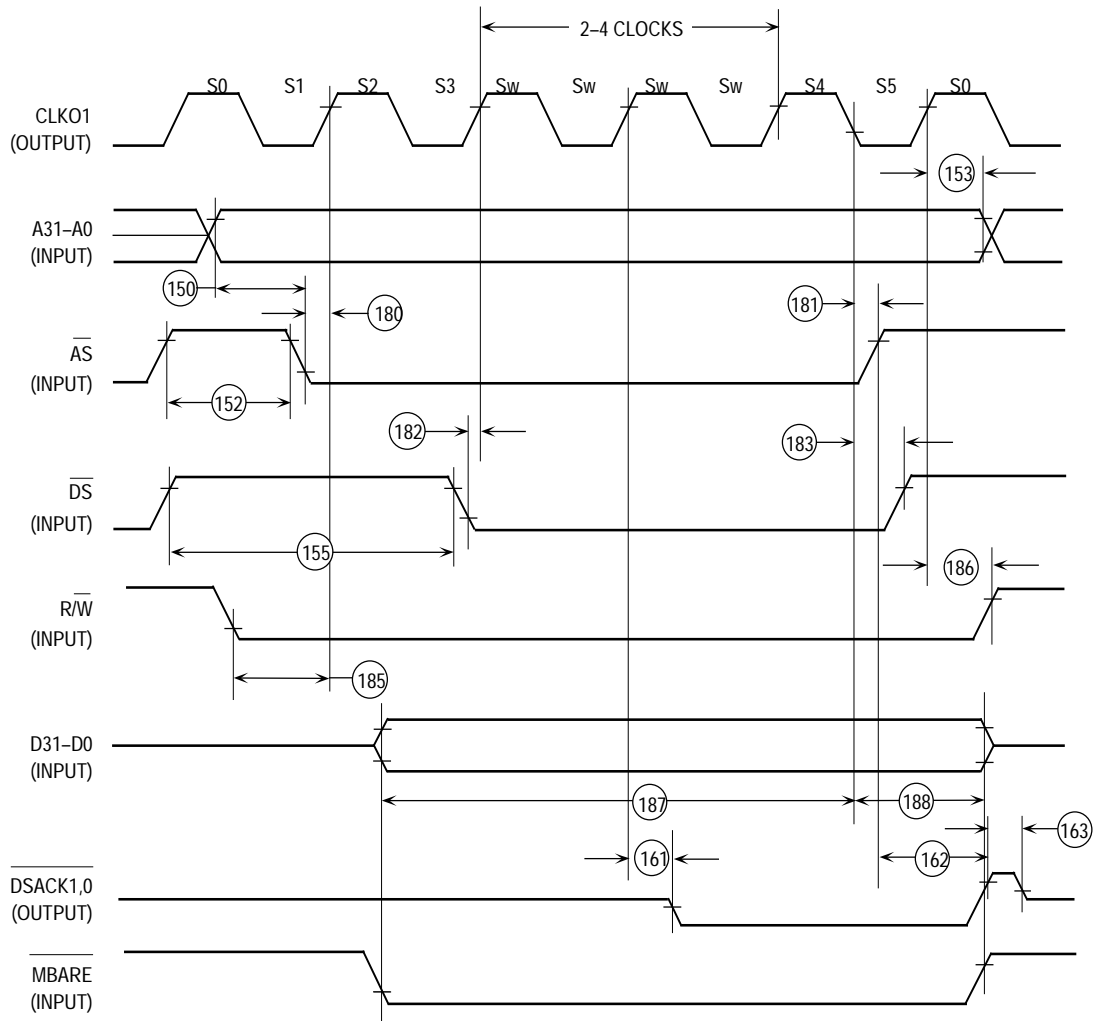 2–4 CLOCKS
S0 S1 S2 S3 Sw Sw Sw Sw S4 S5 S0
CLKO1
(OUTPUT)
153
A31–A0
(INPUT)
150
180
181
AS
(INPUT)
152
182
183
DS
(INPUT)
155
186
R/W
(INPUT)
185
D31–D0
(INPUT)
187
188
163
161
162
DSACK1,0
(OUTPUT)
MBARE
(INPUT)